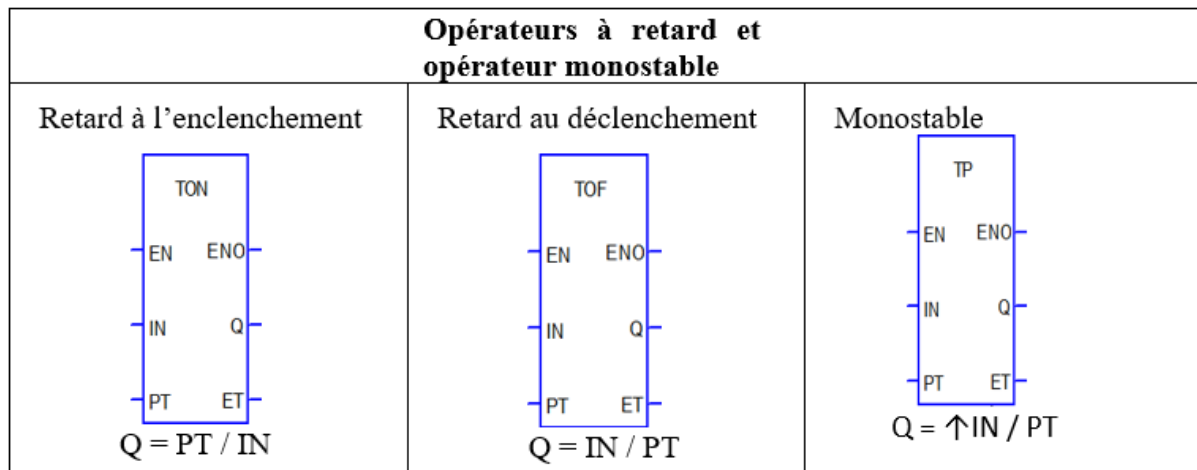 Opérateurs à retard et
opérateur monostable
Retard à l’enclenchement
TON
EN ENO
IN Q
PT ET
Q = PT / IN
Retard au déclenchement
TOF
EN ENO
IN Q
PT ET
Q = IN / PT
Monostable
TP
EN ENO
IN Q
PT ET
Q = ↑IN / PT